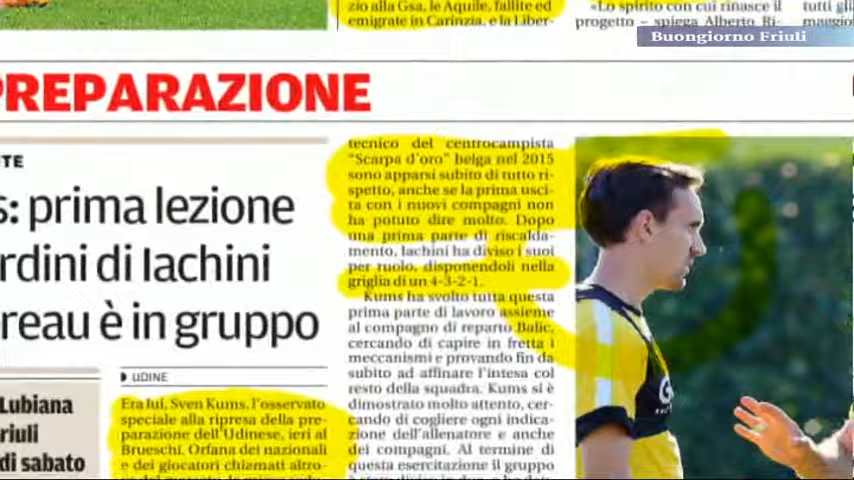 zio alla Gsa, le Aquile, fallite ed
emigrate in Carinzia, e la Liber-
«Lo spirito con cui rinasce il
progetto – spiega Alberto Ri-
tutti gli
maggio
Buongiorno Friuli
PREPARAZIONE
TE
s: prima lezione
rdini di Iachini
reau è in gruppo
Lubiana
riuli
di sabato
UDINE
Era lui, Sven Kums, l'osservato
speciale alla ripresa della pre-
parazione dell'Udinese, ieri al
Brueschi. Orfana dei nazionali
e dei giocatori chiamati altro-
tecnico del centrocampista
"Scarpa d'oro" belga nel 2015
sono apparsi subito di tutto ri-
spetto, anche se la prima usci-
ta con i nuovi compagni non
ha potuto dire molto. Dopo
una prima parte di riscalda-
mento, Iachini ha diviso i suoi
per ruolo, disponendoli nella
griglia di un 4-3-2-1.
Kums ha svolto tutta questa
prima parte di lavoro assieme
al compagno di reparto Balic,
cercando di capire in fretta i
meccanismi e provando fin da
subito ad affinare l'intesa col
resto della squadra. Kums si è
dimostrato molto attento, cer-
cando di cogliere ogni indica-
zione dell'allenatore e anche
dei compagni. Al termine di
questa esercitazione il gruppo